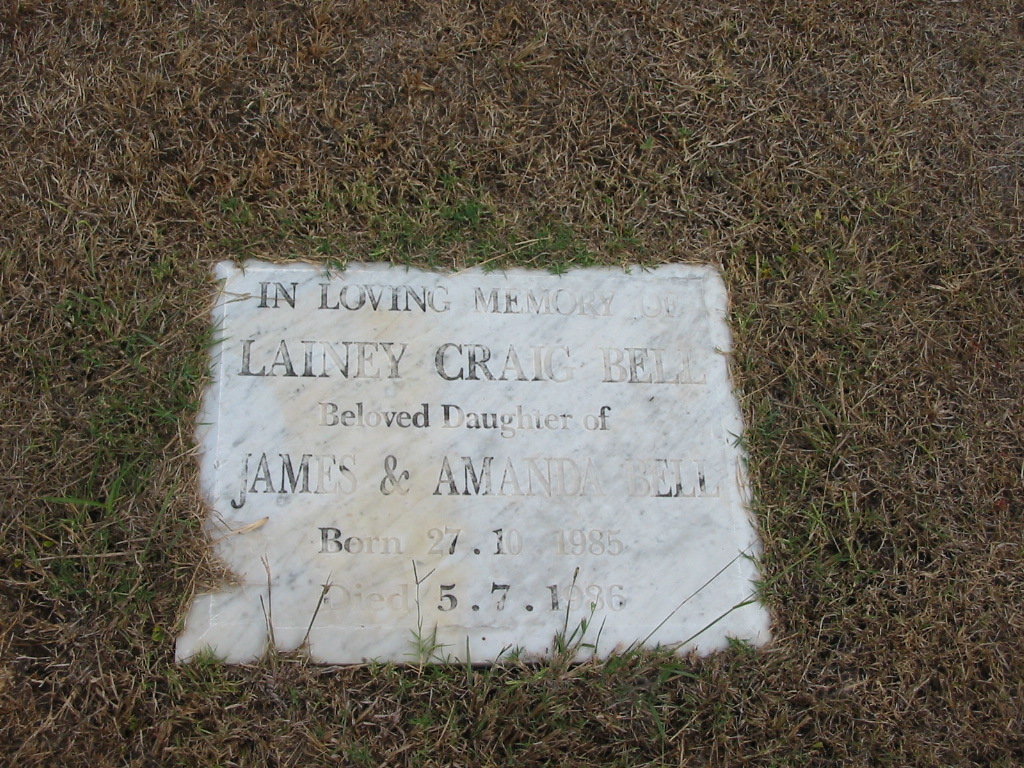 IN LOVING MEMORY OF
LAINEY CRAIG BELL
Beloved Daughter of
JAMES & AMANDA BELL
Born 27.10 1985
Died 5.7.1986